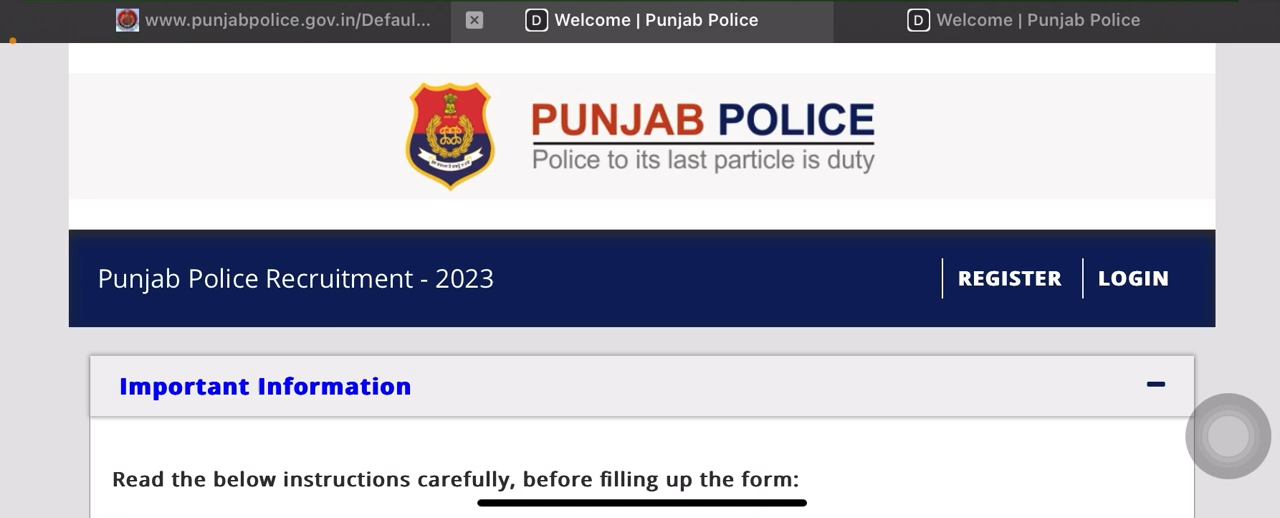 www.punjabpolice.gov.in/Defaul...
D Welcome | Punjab Police
D Welcome | Punjab Police
PUNJAB POLICE
Police to its last particle is duty
Punjab Police Recruitment - 2023
REGISTER
LOGIN
Important Information
Read the below instructions carefully, before filling up the form: